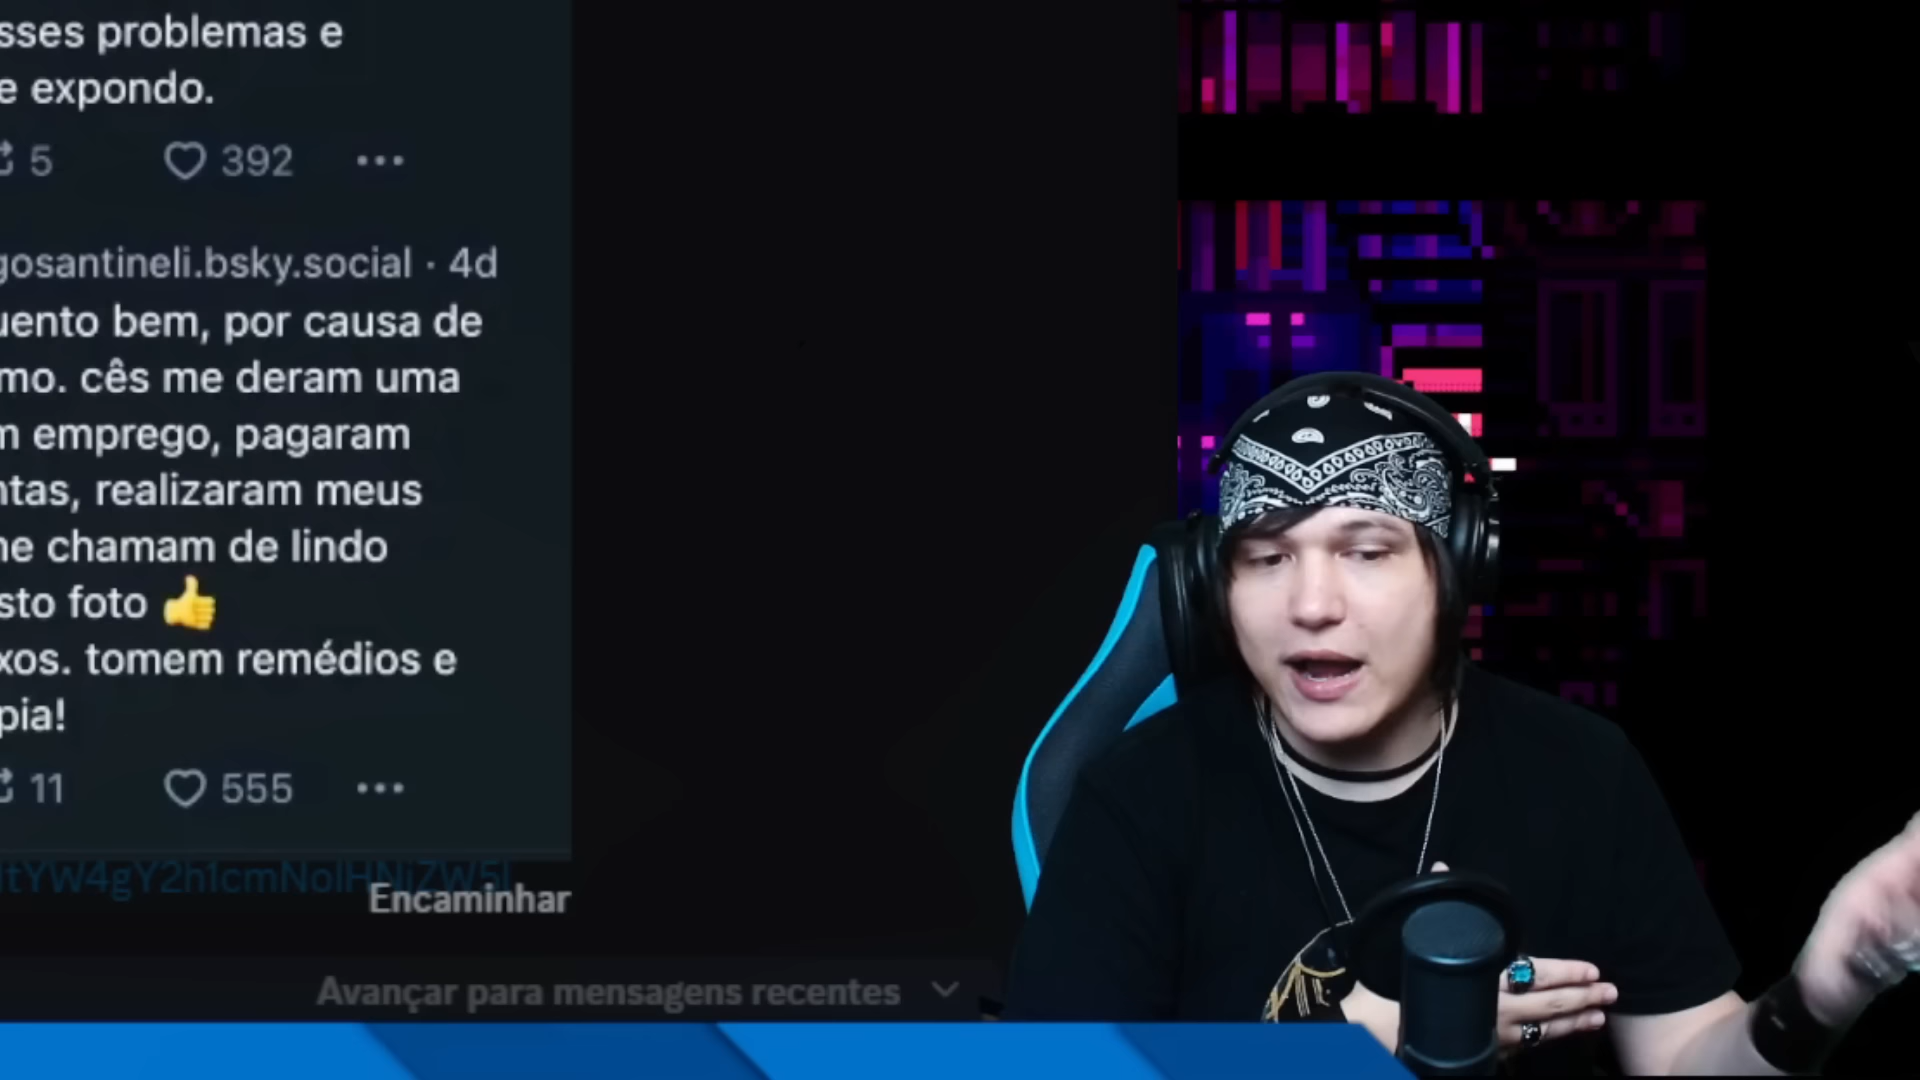 sses problemas e
e expondo.
5 392
gosantineli.bsky.social · 4d
uento bem, por causa de
mo. cês me deram uma
m emprego, pagaram
ntas, realizaram meus
ne chamam de lindo
sto foto 👍
xos. tomem remédios e
pia!
11 555
Encaminhar
Avançar para mensagens recentes